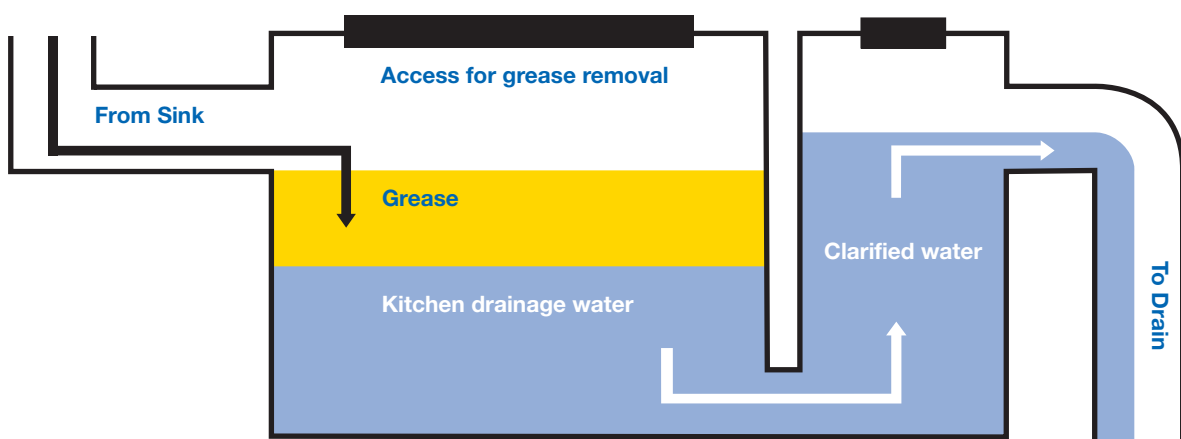 Access for grease removal
From Sink
Grease
Clarified water
Kitchen drainage water
To Drain